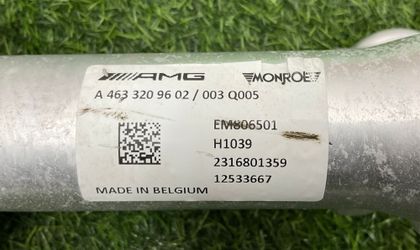 AMG MONROE
A 463 320 96 02 / 003 Q005
EM806501
H1039
2316801359
12533667
MADE IN BELGIUM